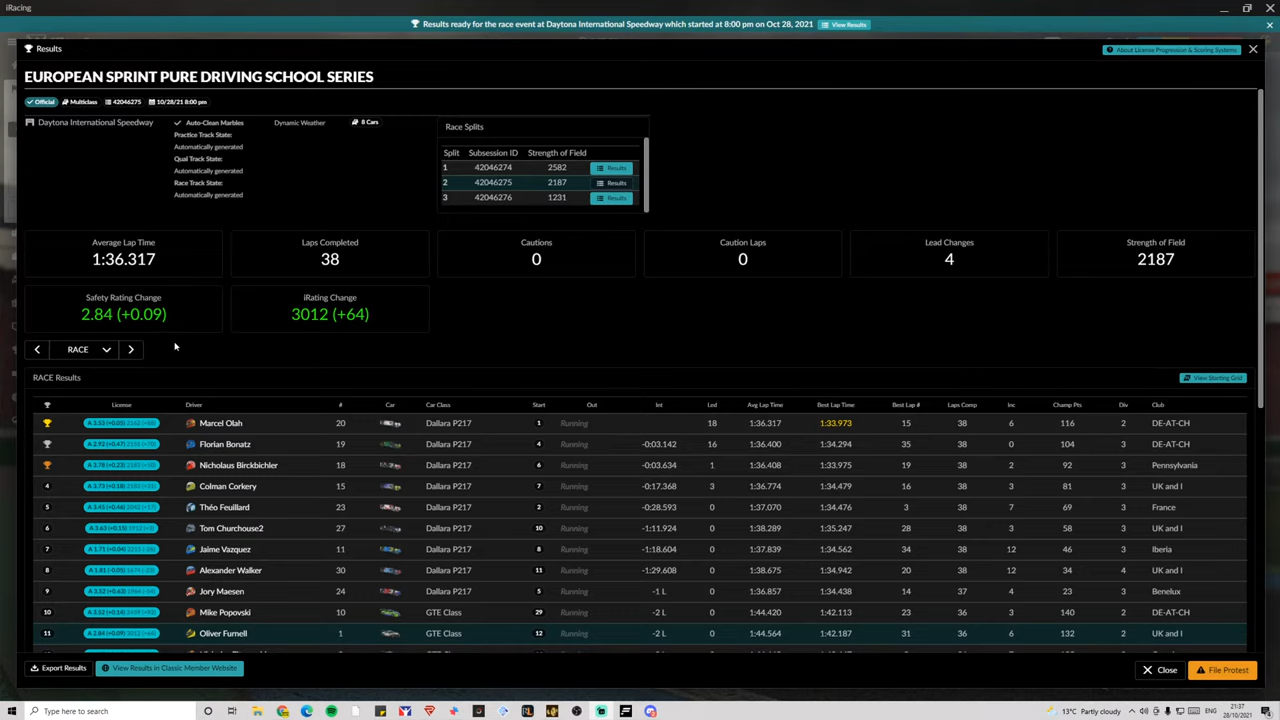 iRacing
Results ready for the race event at Daytona International Speedway which started at 8:00 pm on Oct 28, 2021 View Results
Results
About License Progression & Scoring Systems
EUROPEAN SPRINT PURE DRIVING SCHOOL SERIES
Official Multiclass 42046275 10/28/21 8:00 pm
Daytona International Speedway
Auto-Clean Marbles
Practice Track State:
Automatically generated
Qual Track State:
Automatically generated
Race Track State:
Automatically generated
Dynamic Weather
8 Cars
Race Splits
Split Subsession ID Strength of Field
1 42046274 2582 Results
2 42046275 2187 Results
3 42046276 1231 Results
Average Lap Time
1:36.317
Laps Completed
38
Cautions
0
Caution Laps
0
Lead Changes
4
Strength of Field
2187
Safety Rating Change
2.84 (+0.09)
iRating Change
3012 (+64)
RACE
RACE Results
View Starting Grid
License Driver # Car Car Class Start Out Int Led Avg Lap Time Best Lap Time Best Lap # Laps Comp Inc Champ Pts Div Club
Marcel Olah 20 Dallara P217 1 Running 18 1:36.317 1:33.973 15 38 6 116 2 DE-AT-CH
Florian Bonatz 19 Dallara P217 4 Running -0:03.142 16 1:36.400 1:34.294 35 38 0 104 3 DE-AT-CH
Nicholaus Birckbichler 18 Dallara P217 6 Running -0:03.634 1 1:36.408 1:33.975 19 38 2 92 3 Pennsylvania
4 Colman Corkery 15 Dallara P217 7 Running -0:17.368 3 1:36.774 1:34.479 16 38 3 81 3 UK and I
5 Théo Feuillard 23 Dallara P217 2 Running -0:28.593 0 1:37.070 1:34.476 3 38 7 69 3 France
6 Tom Churchouse2 27 Dallara P217 10 Running -1:11.924 0 1:38.289 1:35.247 28 38 3 58 3 UK and I
7 Jaime Vazquez 11 Dallara P217 8 Running -1:18.604 0 1:37.839 1:34.562 34 38 12 46 3 Iberia
8 Alexander Walker 30 Dallara P217 11 Running -1:29.608 0 1:38.675 1:34.942 20 38 12 34 4 UK and I
9 Jory Maesen 24 Dallara P217 5 Running -1 L 0 1:36.857 1:34.438 14 37 4 23 3 Benelux
10 Mike Popovski 10 GTE Class 29 Running -2 L 0 1:44.420 1:42.113 23 36 3 140 2 DE-AT-CH
11 A 2.84 (+0.09) 3012 (+64) Oliver Furnell 1 GTE Class 12 Running -2 L 0 1:44.564 1:42.187 31 36 6 132 2 UK and I
Export Results View Results in Classic Member Website
Close File Protest
Type here to search
13°C Partly cloudy ENG 21:37
28/10/2021